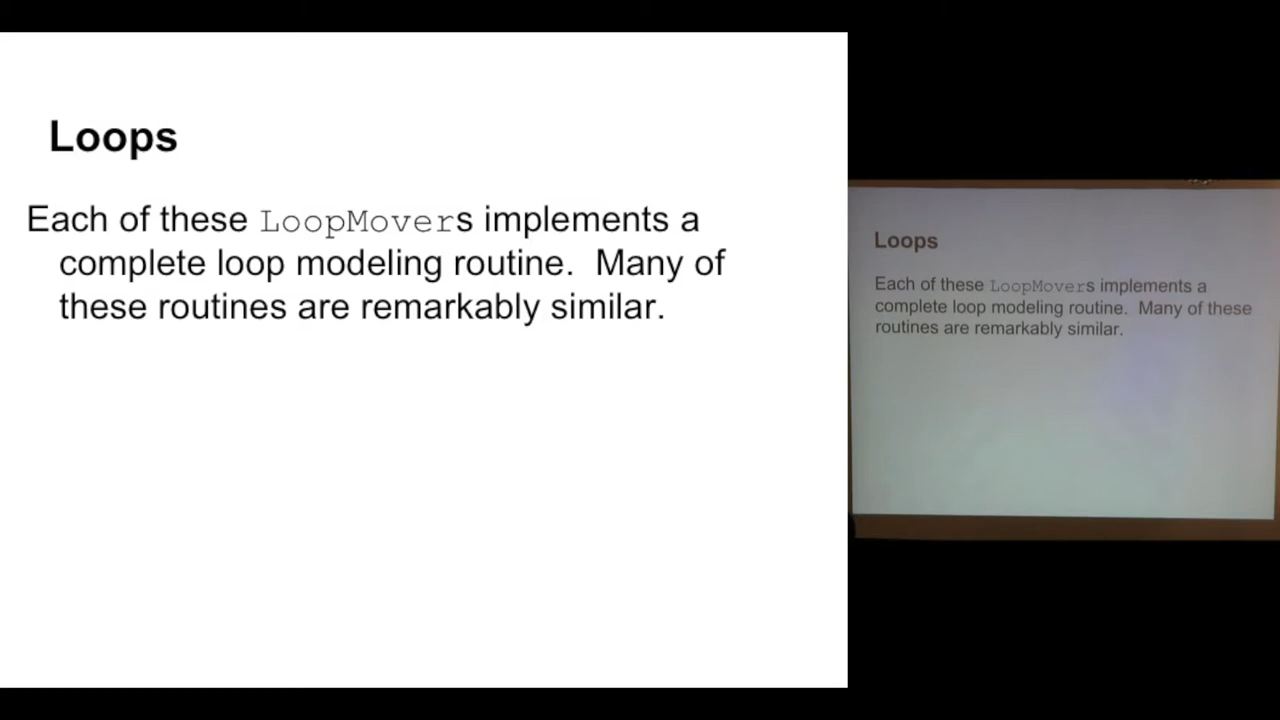 Loops
Each of these LoopMovers implements a
complete loop modeling routine.  Many of
these routines are remarkably similar.
Loops
Each of these LoopMovers implements a
complete loop modeling routine.  Many of these
routines are remarkably similar.